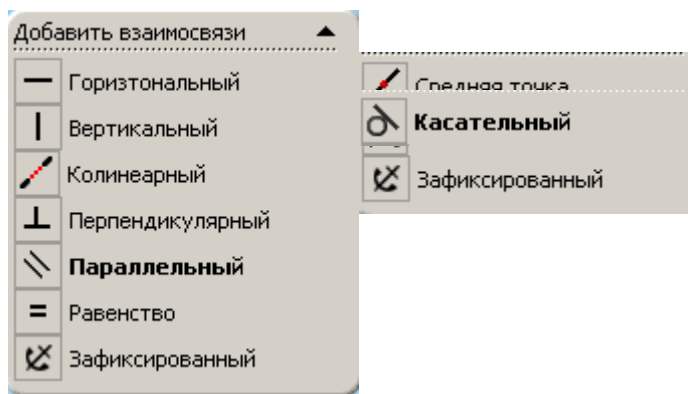 Добавить взаимосвязи
Горизтональный
Вертикальный
Колинеарный
Перпендикулярный
Параллельный
Равенство
Зафиксированный
Средняя точка
Касательный
Зафиксированный